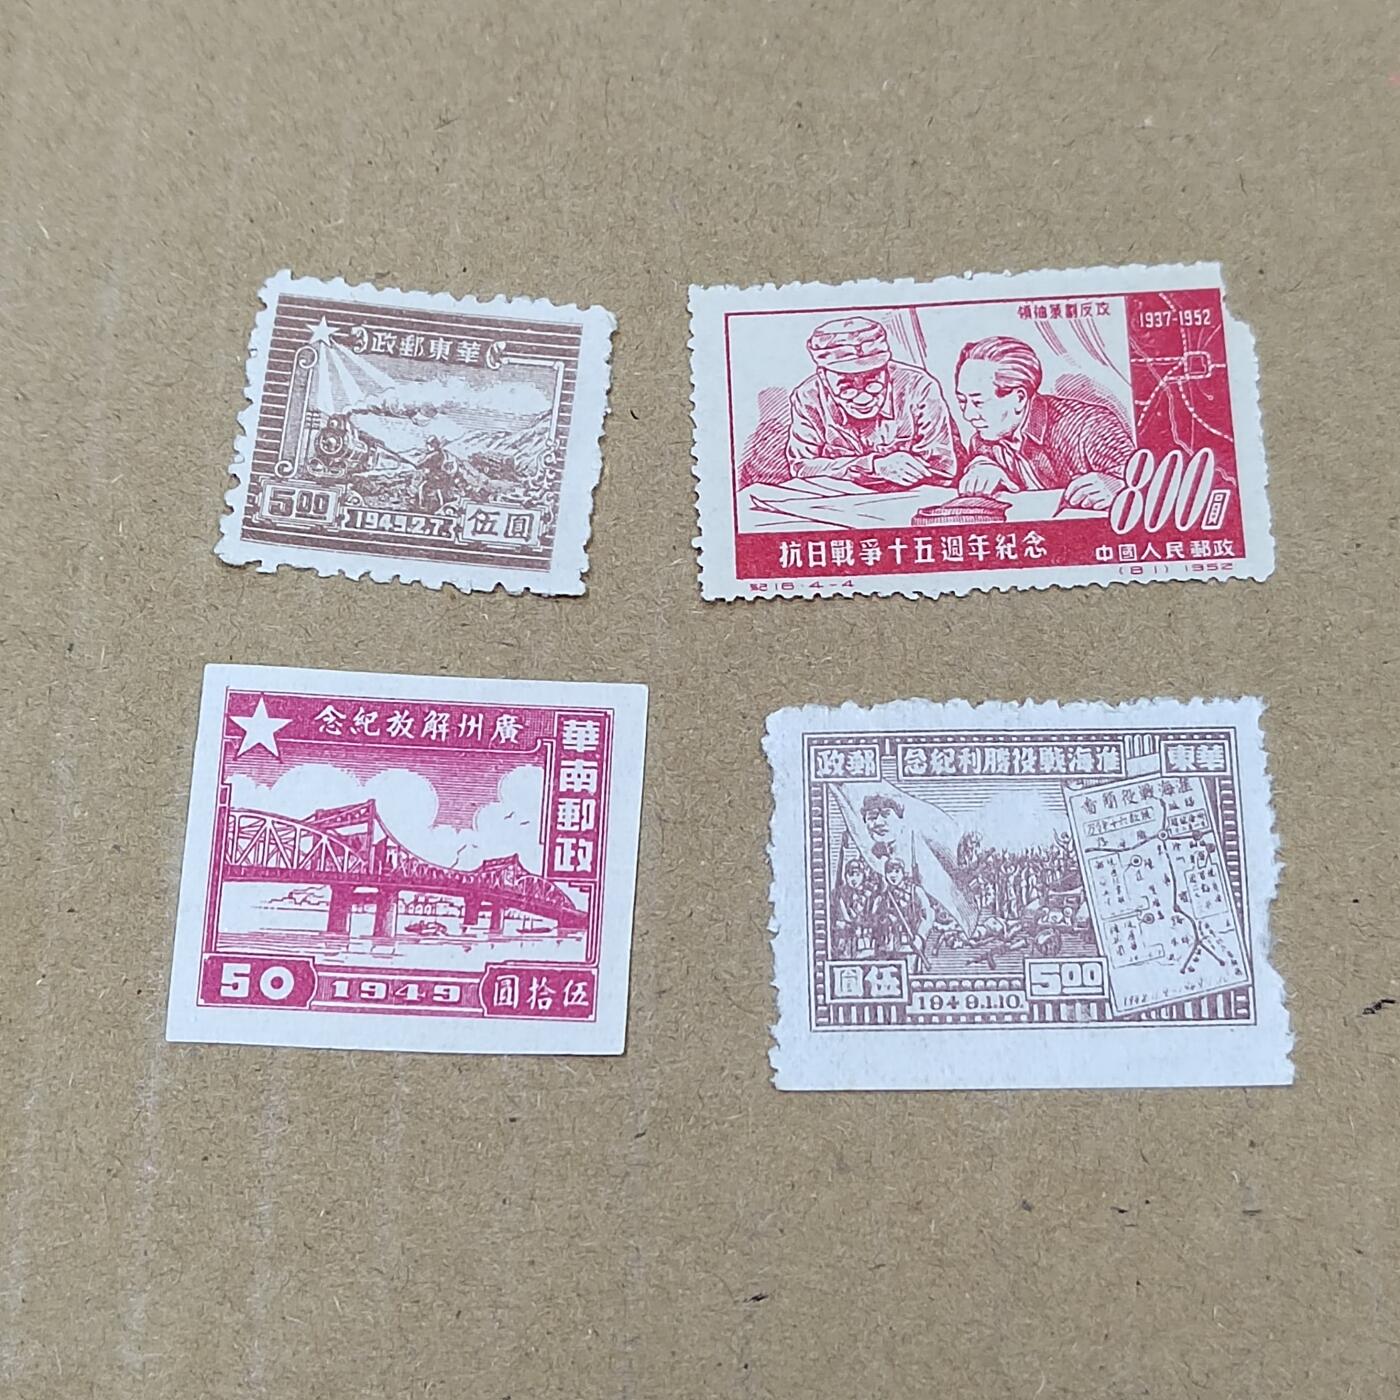 華東郵政
5.00
1949.2.7.
伍圓
領袖策劃反攻
1937-1952
800圓
抗日戰爭十五週年紀念
中國人民郵政
紀16·4-4
(81) 1952
廣州解放紀念
華南郵政
50
1949
伍拾圓
華東
淮海戰役勝利紀念
郵政
淮海戰役簡圖
伍圓
1949.1.10.
5.00